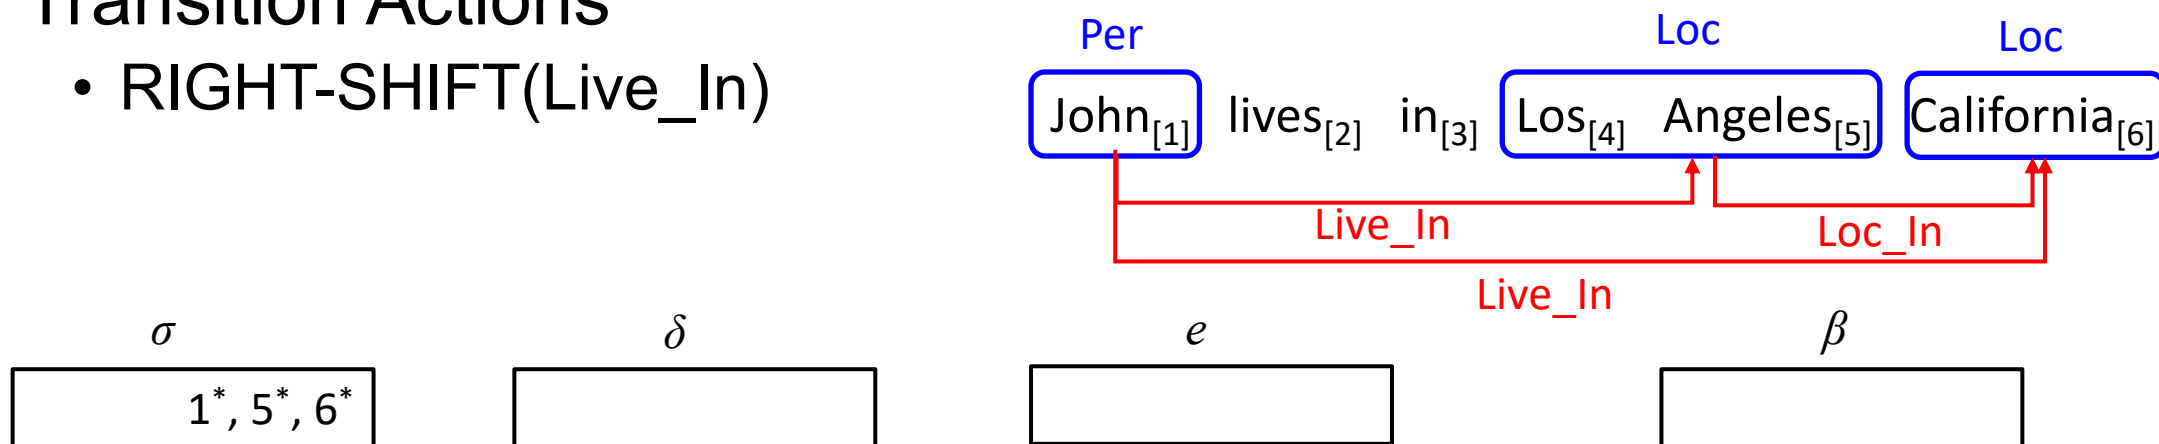 Transition Actions
• RIGHT-SHIFT(Live_In)
Per Loc Loc
John[1] lives[2] in[3] Los[4] Angeles[5] California[6]
Live_In Loc_In
Live_In
σ δ e β
1*, 5*, 6*